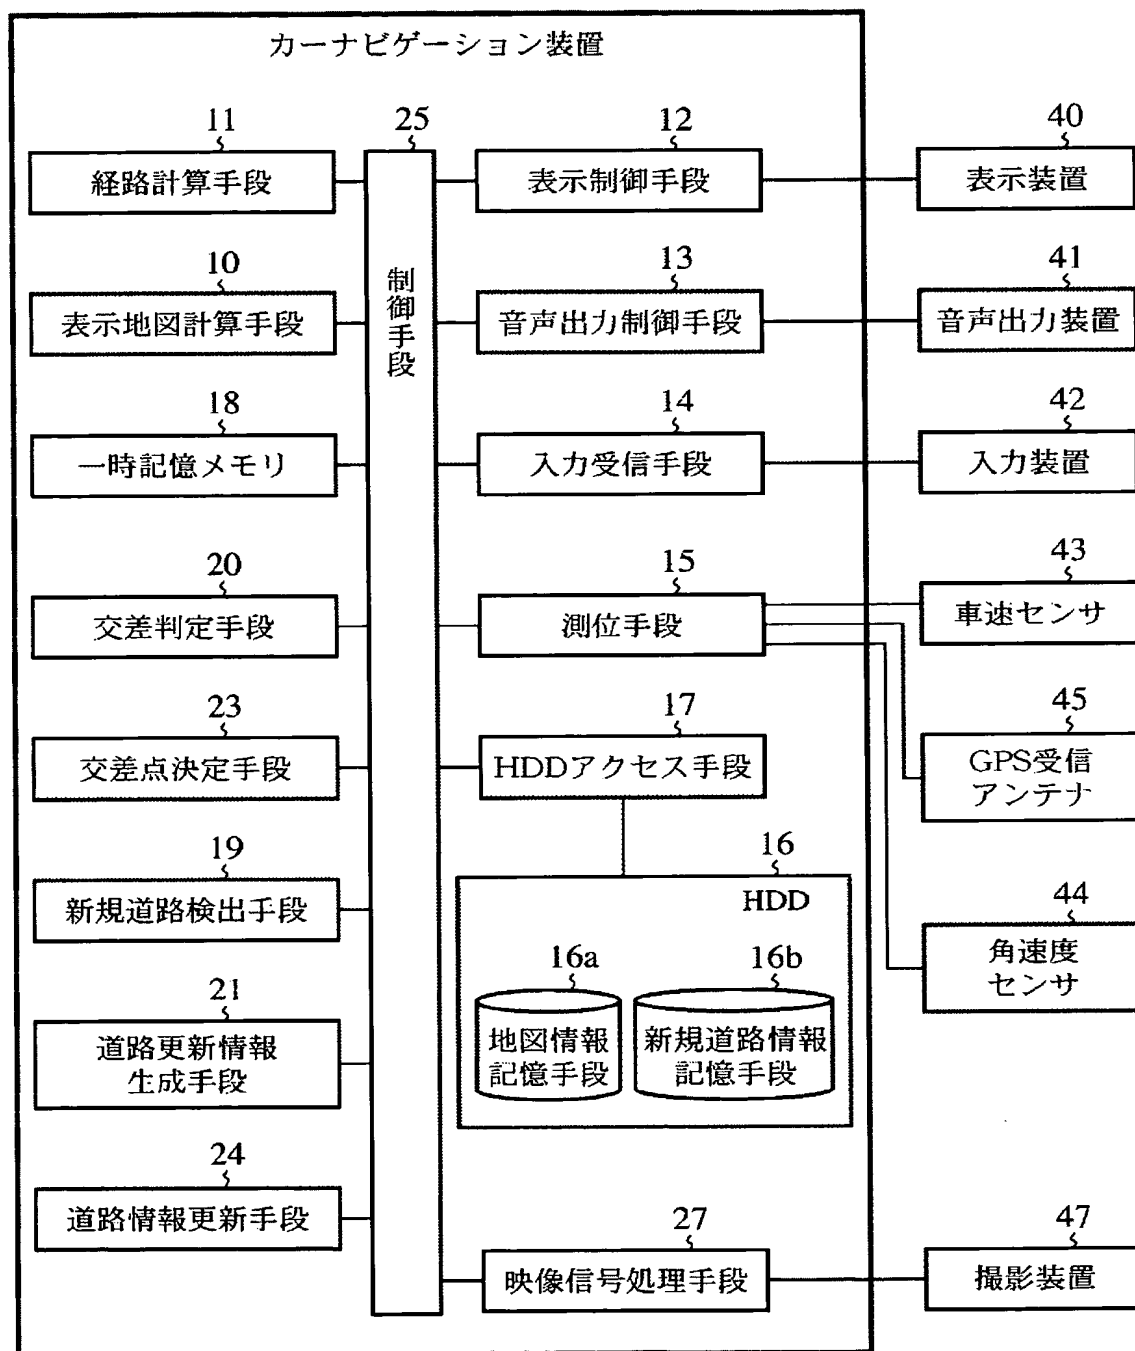 カーナビゲーション装置
11
25
12
40
経路計算手段
表示制御手段
表示装置
10
制御手段
13
41
表示地図計算手段
音声出力制御手段
音声出力装置
18
14
42
一時記憶メモリ
入力受信手段
入力装置
20
15
43
交差判定手段
測位手段
車速センサ
23
17
45
交差点決定手段
HDDアクセス手段
GPS受信
アンテナ
19
16
新規道路検出手段
HDD
44
角速度
センサ
16a
16b
21
地図情報
記憶手段
新規道路情報
記憶手段
道路更新情報
生成手段
24
道路情報更新手段
27
47
映像信号処理手段
撮影装置